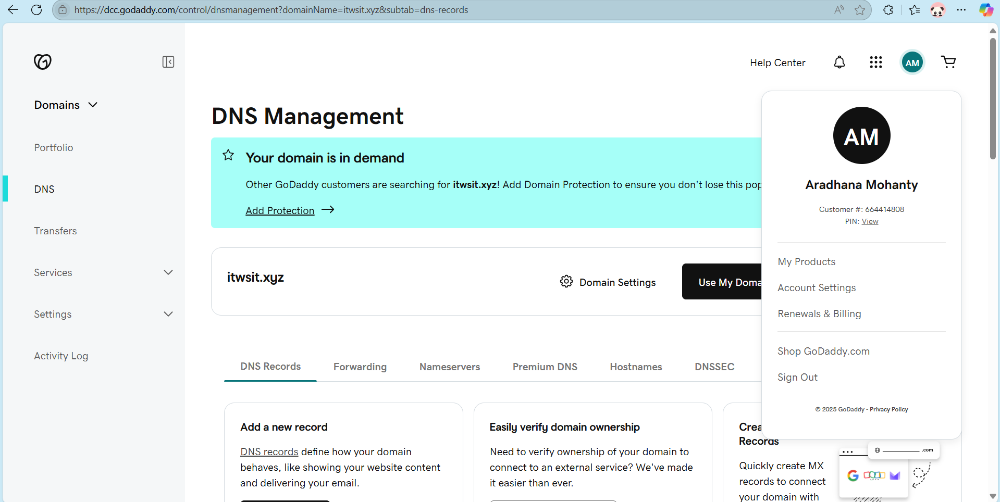 https://dcc.godaddy.com/control/dnsmanagement?domainName=itwsit.xyz&subtab=dns-records
Help Center
AM
Domains
Portfolio
DNS
Transfers
Services
Settings
Activity Log
DNS Management
Your domain is in demand
Other GoDaddy customers are searching for itwsit.xyz! Add Domain Protection to ensure you don't lose this pop
Add Protection
itwsit.xyz
Domain Settings
Use My Doma
DNS Records
Forwarding
Nameservers
Premium DNS
Hostnames
DNSSEC
Add a new record
DNS records define how your domain
behaves, like showing your website content
and delivering your email.
Easily verify domain ownership
Need to verify ownership of your domain to
connect to an external service? We've made
it easier than ever.
Crea
Records
Quickly create MX
records to connect
your domain with
.com
AM
Aradhana Mohanty
Customer #: 664414808
PIN: View
My Products
Account Settings
Renewals & Billing
Shop GoDaddy.com
Sign Out
© 2025 GoDaddy - Privacy Policy